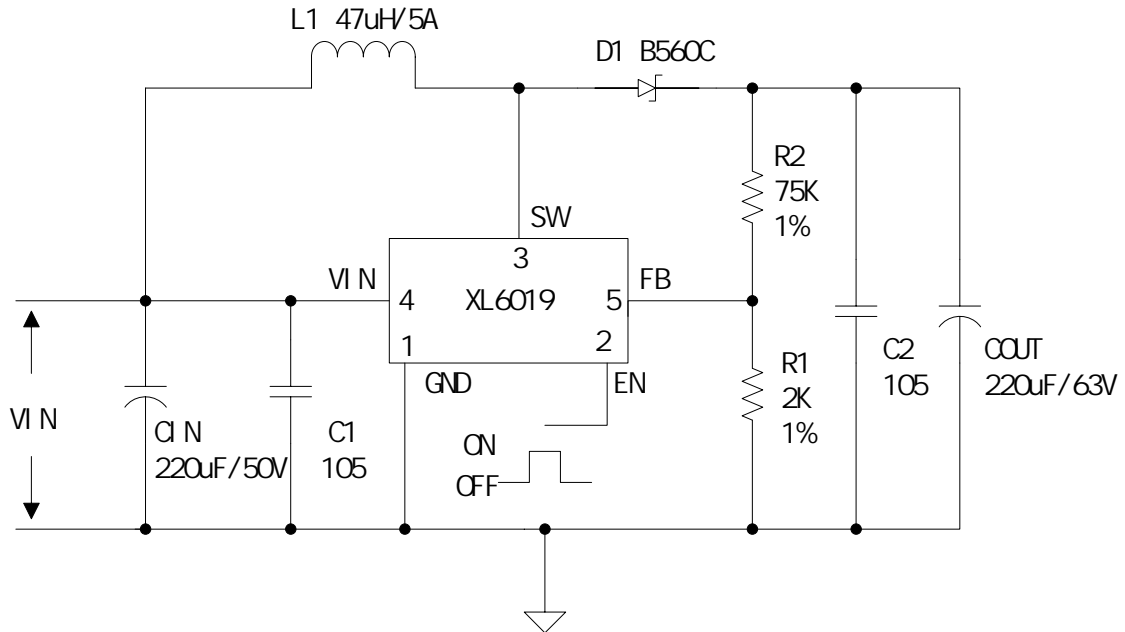 L1 47uH/5A
D1 B560C
R2
75K
1%
SW
3
VIN
4
XL6019
5
FB
1
2
GND
EN
R1
2K
1%
C2
105
COUT
220uF/63V
VIN
CIN
220uF/50V
C1
105
ON
OFF